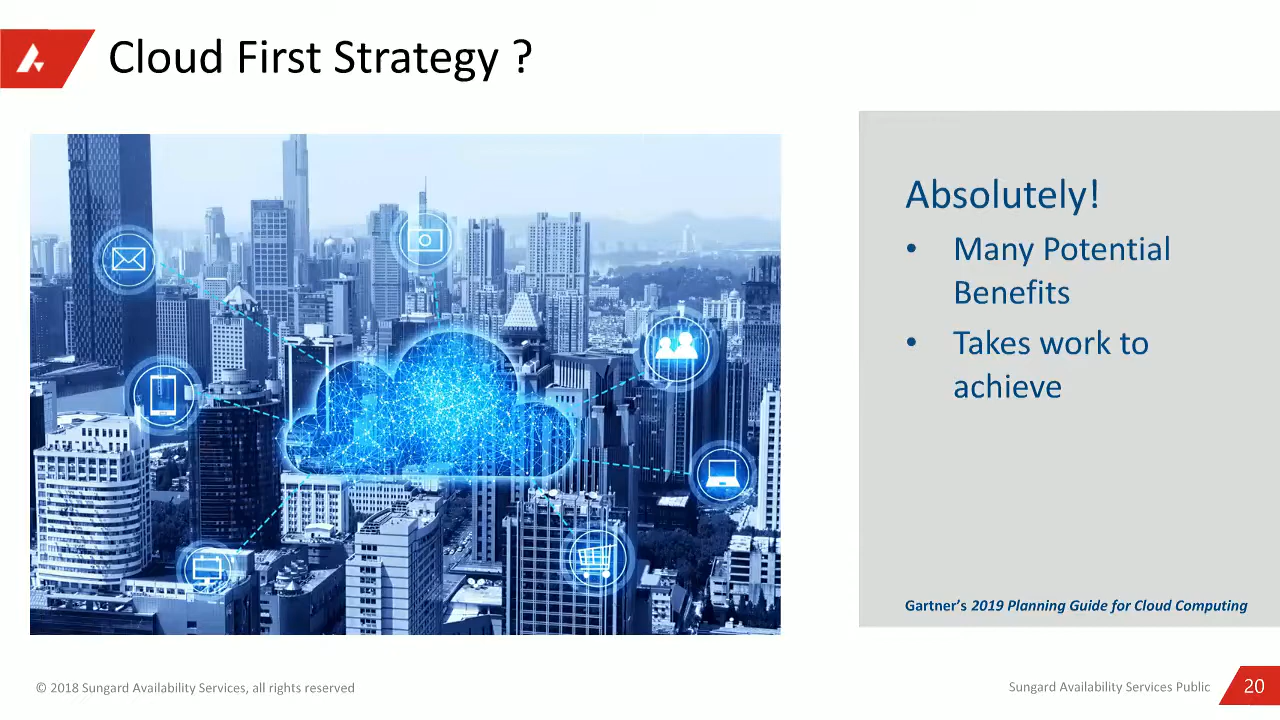 Cloud First Strategy ?
Absolutely!
• Many Potential
Benefits
• Takes work to
achieve
Gartner's 2019 Planning Guide for Cloud Computing
© 2018 Sungard Availability Services, all rights reserved
Sungard Availability Services Public
20